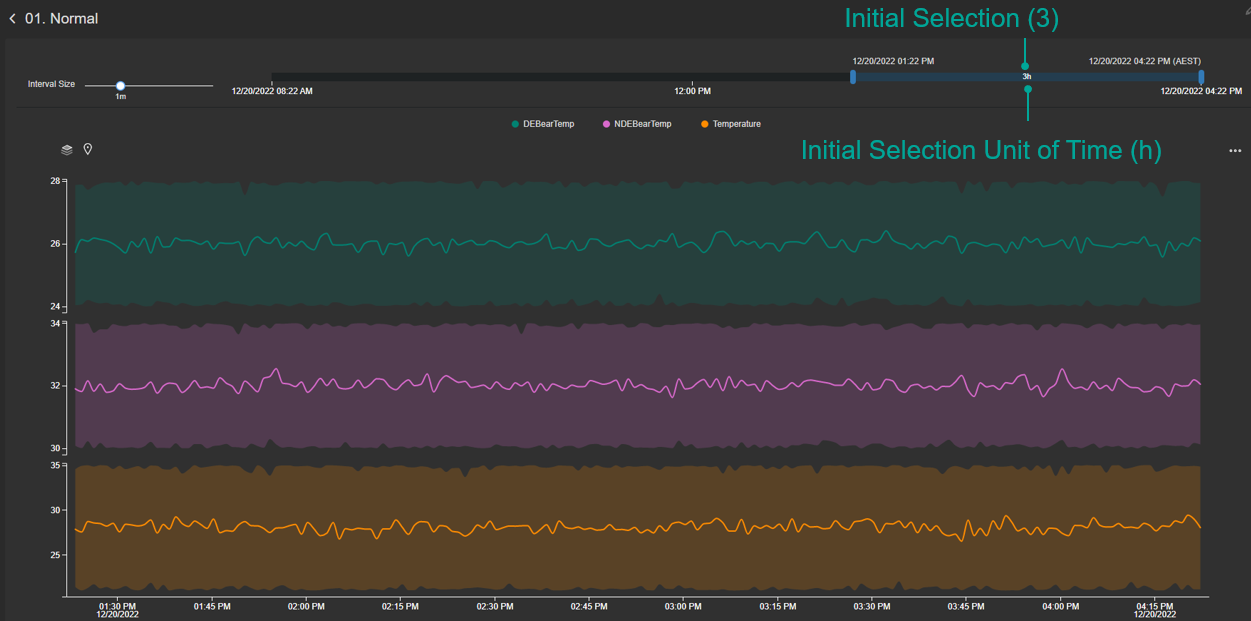 01. Normal
Initial Selection (3)
12/20/2022 01:22 PM
12/20/2022 04:22 PM (AEST)
Interval Size
1m
3h
12/20/2022 08:22 AM
12:00 PM
12/20/2022 04:22 PM
DEBearTemp
NDEBearTemp
Temperature
Initial Selection Unit of Time (h)
28
26
24
34
32
30
35
30
25
01:30 PM
12/20/2022
01:45 PM
02:00 PM
02:15 PM
02:30 PM
02:45 PM
03:00 PM
03:15 PM
03:30 PM
03:45 PM
04:00 PM
04:15 PM
12/20/2022